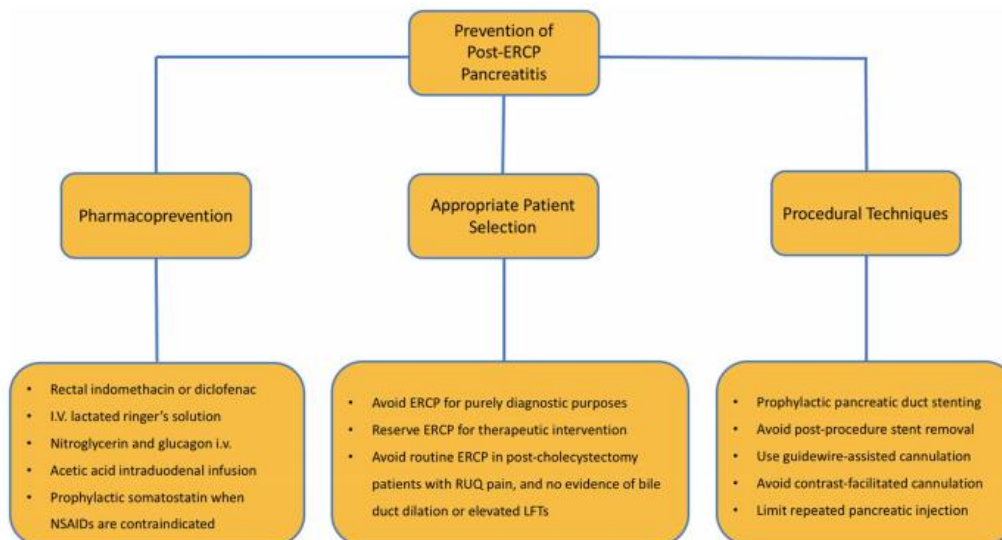 Prevention of
Post-ERCP
Pancreatitis
Pharmacoprevention
Appropriate Patient
Selection
Procedural Techniques
• Rectal indomethacin or diclofenac
• I.V. lactated ringer's solution
• Nitroglycerin and glucagon i.v.
• Acetic acid intraduodenal infusion
• Prophylactic somatostatin when
NSAIDs are contraindicated
• Avoid ERCP for purely diagnostic purposes
• Reserve ERCP for therapeutic intervention
• Avoid routine ERCP in post-cholecystectomy
patients with RUQ pain, and no evidence of bile
duct dilation or elevated LFTs
• Prophylactic pancreatic duct stenting
• Avoid post-procedure stent removal
• Use guidewire-assisted cannulation
• Avoid contrast-facilitated cannulation
• Limit repeated pancreatic injection